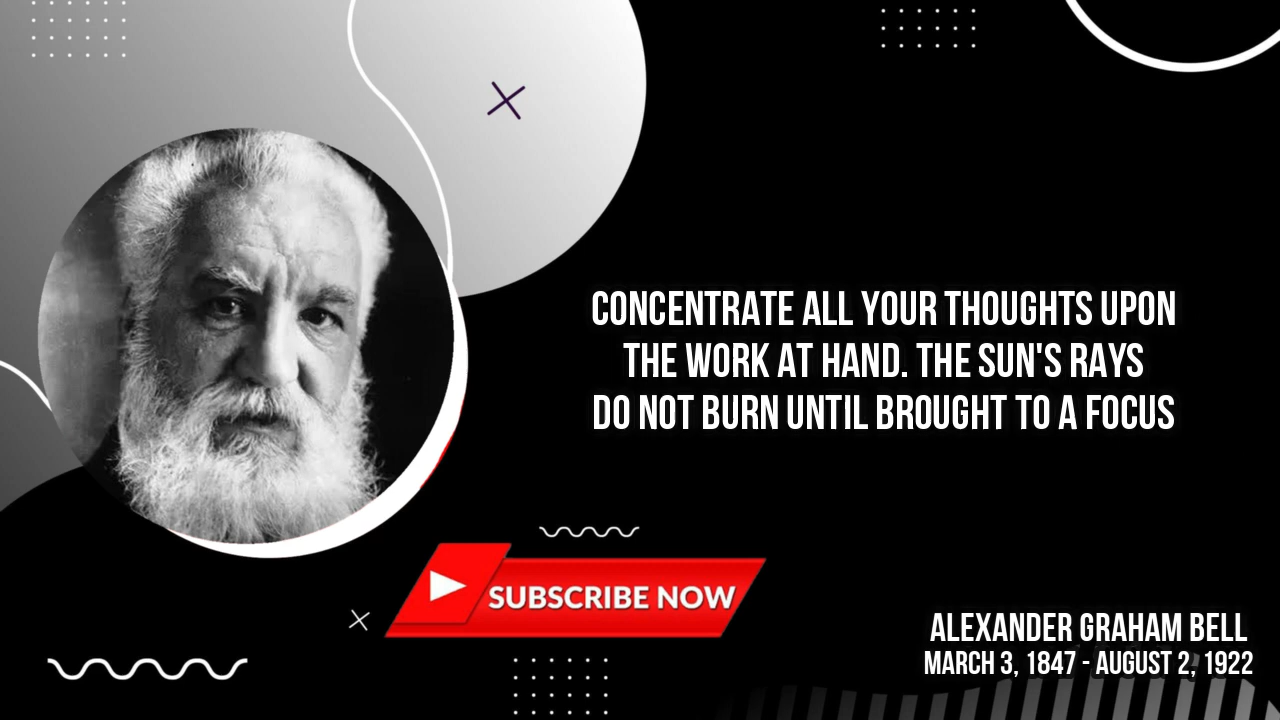 CONCENTRATE ALL YOUR THOUGHTS UPON
THE WORK AT HAND. THE SUN'S RAYS
DO NOT BURN UNTIL BROUGHT TO A FOCUS
SUBSCRIBE NOW
ALEXANDER GRAHAM BELL
MARCH 3, 1847 - AUGUST 2, 1922